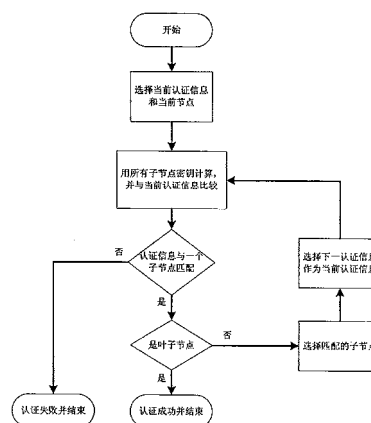 开始
选择当前认证信息
和当前节点
用所有子节点密钥计算，
并与当前认证信息比较
认证信息与一个
子节点匹配
否
是
选择下一认证信息
作为当前认证信息
是叶子节点
否
是
选择匹配的子节点
认证失败并结束
认证成功并结束